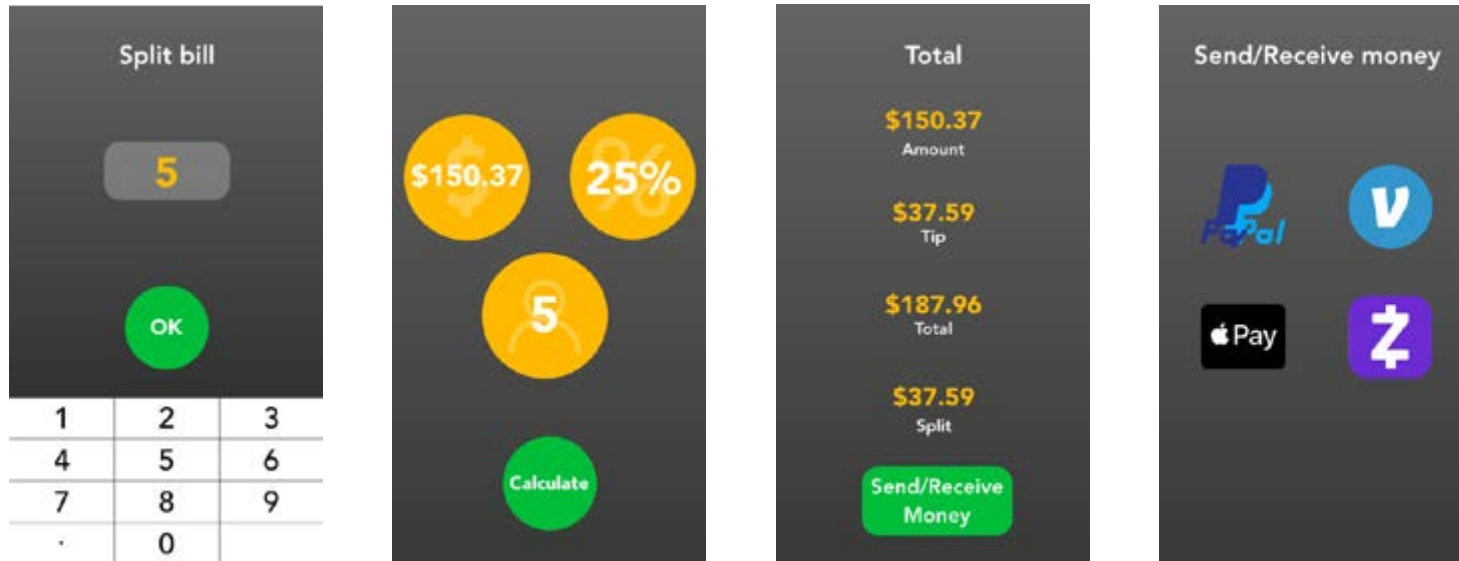 Split bill
5
OK
1 2 3
4 5 6
7 8 9
. 0
$ %
$150.37 25%
5
Calculate
Total
$150.37
Amount
$37.59
Tip
$187.96
Total
$37.59
Split
Send/Receive
Money
Send/Receive money
P V
PayPal
Pay Z